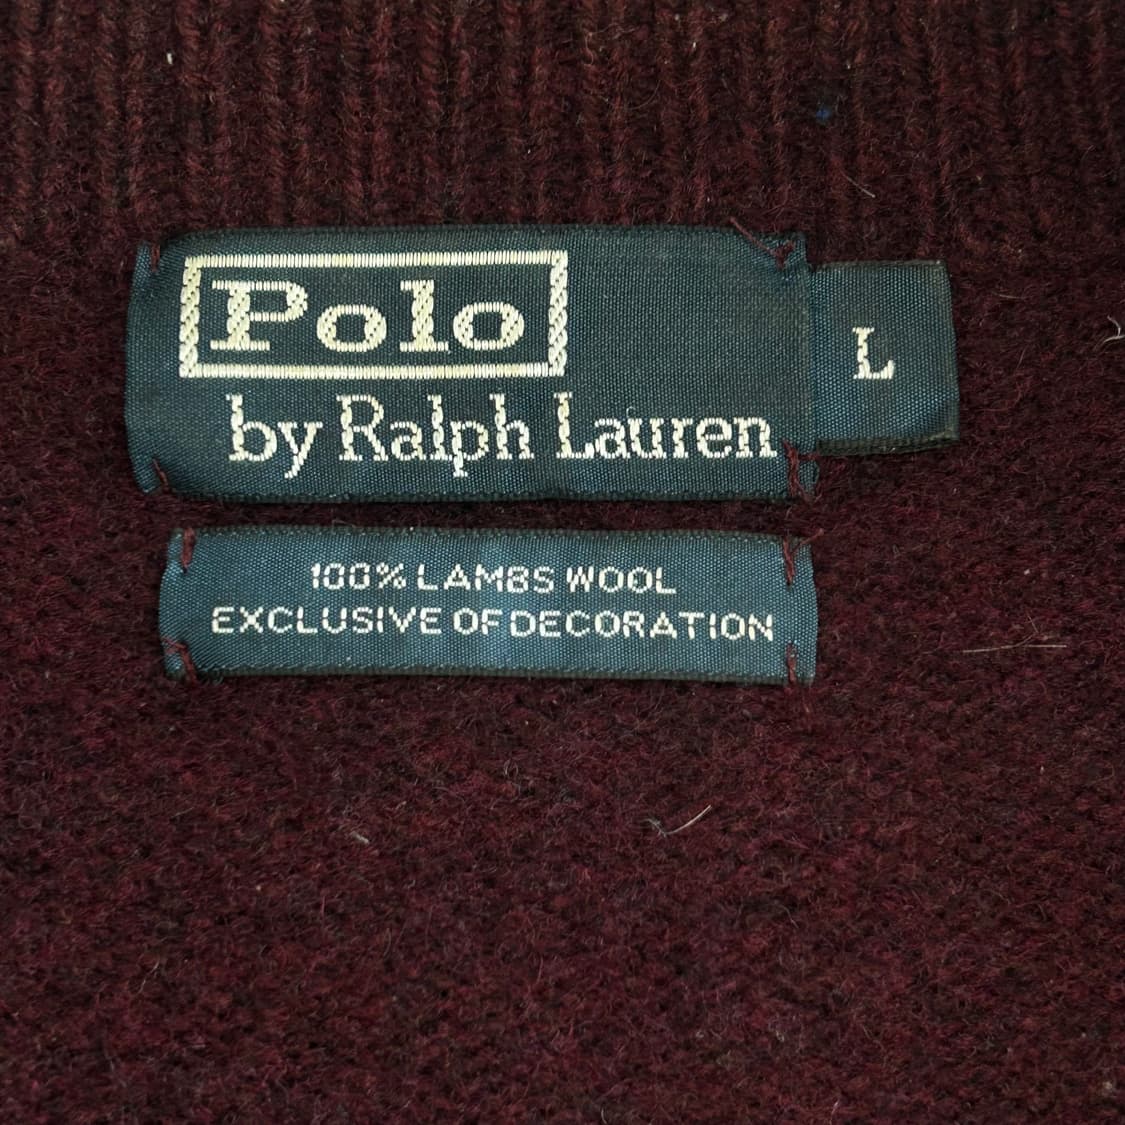 Polo
by Ralph Lauren
L
100% LAMBS WOOL
EXCLUSIVE OF DECORATION